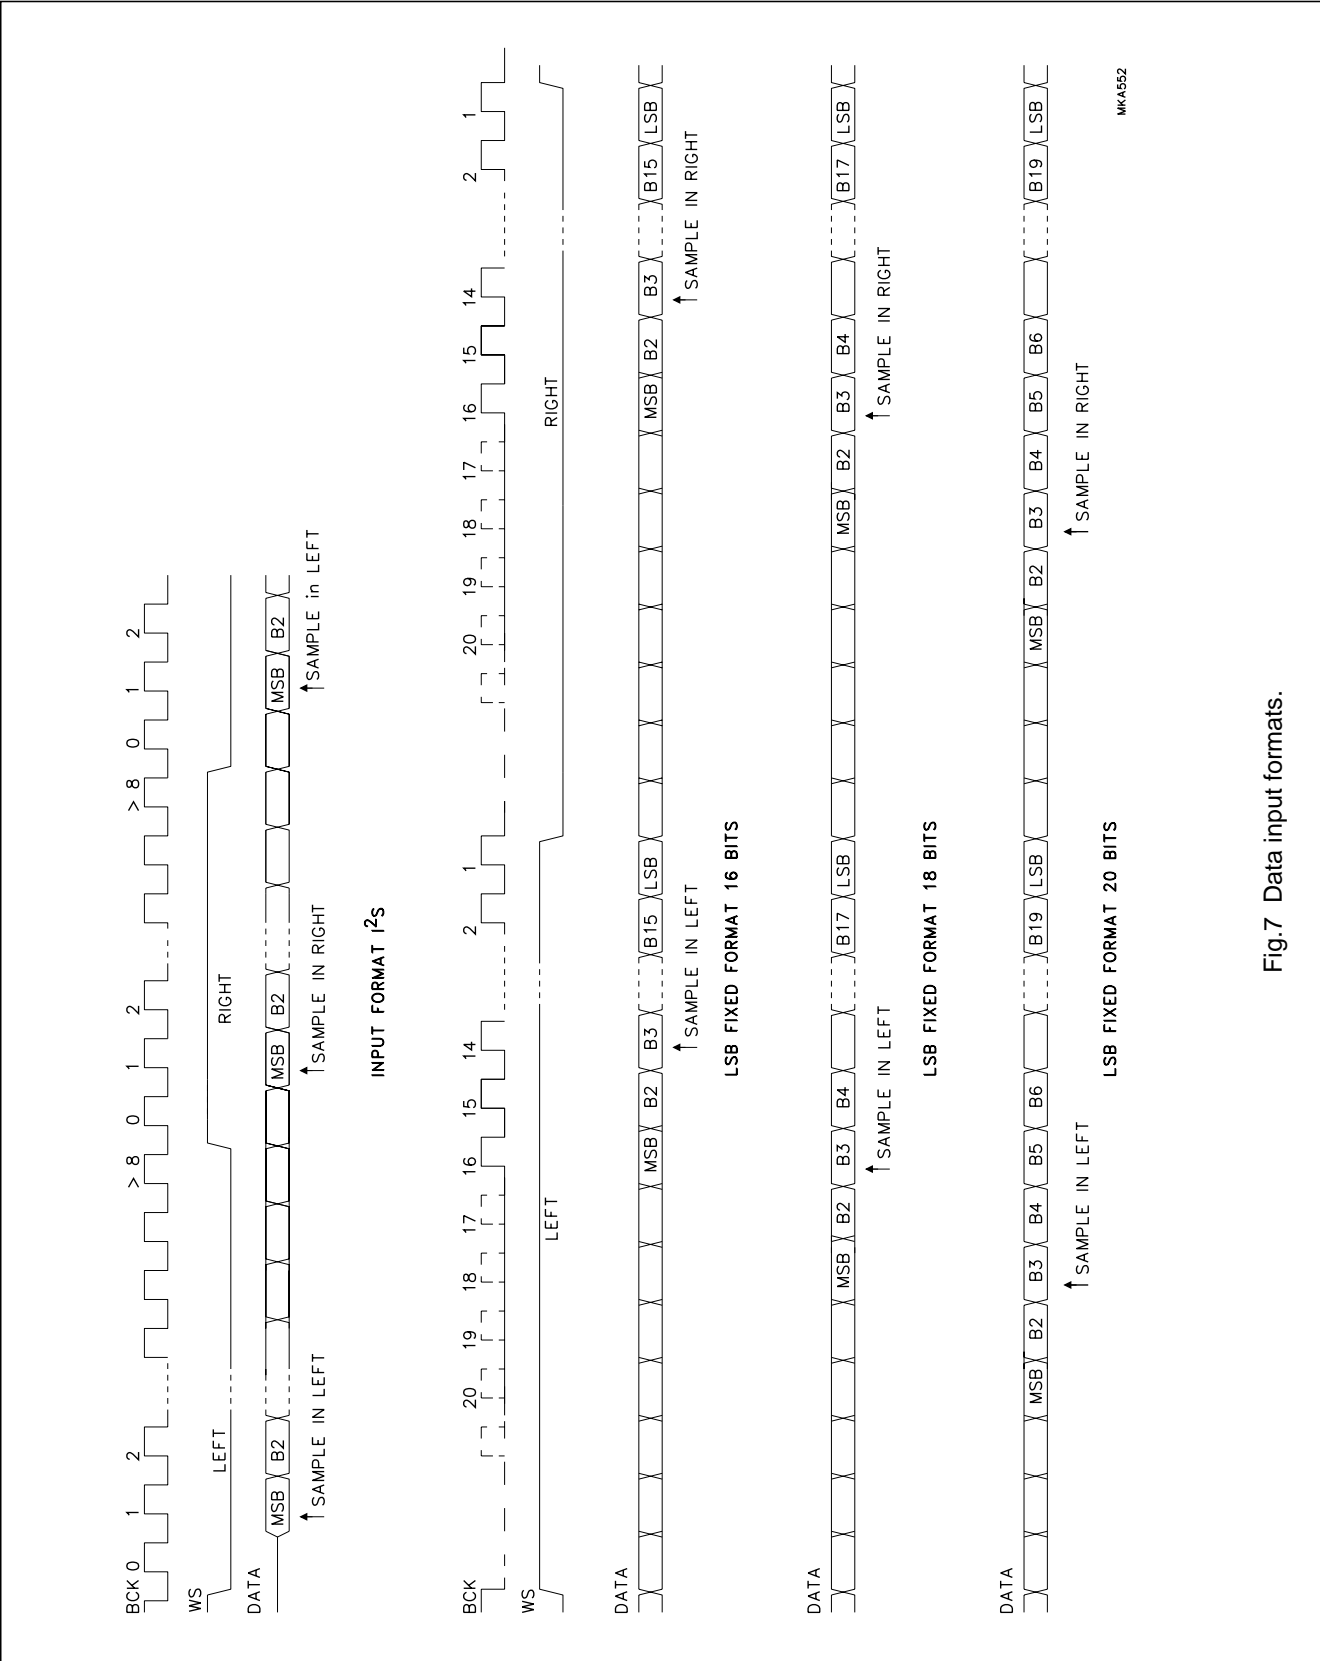 BCK 0 1 2 > 8 0 1 2 > 8 0 1 2
WS LEFT RIGHT
DATA MSB B2 MSB B2 MSB B2
SAMPLE IN LEFT SAMPLE IN RIGHT SAMPLE in LEFT
INPUT FORMAT I²S
BCK 20 19 18 17 16 15 14 2 1 20 19 18 17 16 15 14 2 1
WS LEFT RIGHT
DATA MSB B2 B3 B15 LSB MSB B2 B3 B15 LSB
SAMPLE IN LEFT SAMPLE IN RIGHT
LSB FIXED FORMAT 16 BITS
DATA MSB B2 B3 B4 B17 LSB MSB B2 B3 B4 B17 LSB
SAMPLE IN LEFT SAMPLE IN RIGHT
LSB FIXED FORMAT 18 BITS
DATA MSB B2 B3 B4 B5 B6 B19 LSB MSB B2 B3 B4 B5 B6 B19 LSB
SAMPLE IN LEFT SAMPLE IN RIGHT
LSB FIXED FORMAT 20 BITS
MKA552
Fig.7 Data input formats.